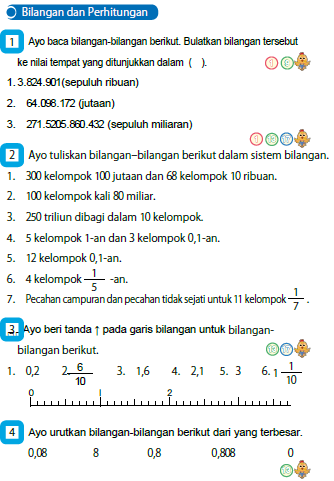 Bilangan dan Perhitungan
1 Ayo baca bilangan-bilangan berikut. Bulatkan bilangan tersebut
ke nilai tempat yang ditunjukkan dalam ( ).
1. 3.824.901(sepuluh ribuan)
2. 64.098.172 (jutaan)
3. 271.5205.860.432 (sepuluh miliaran)
2 Ayo tuliskan bilangan–bilangan berikut dalam sistem bilangan.
1. 300 kelompok 100 jutaan dan 68 kelompok 10 ribuan.
2. 100 kelompok kali 80 miliar.
3. 250 triliun dibagi dalam 10 kelompok.
4. 5 kelompok 1-an dan 3 kelompok 0,1-an.
5. 12 kelompok 0,1-an.
6. 4 kelompok 1/5 -an.
7. Pecahan campuran dan pecahan tidak sejati untuk 11 kelompok 1/7 .
3 Ayo beri tanda ↑ pada garis bilangan untuk bilangan-
bilangan berikut.
1. 0,2 2. 6/10 3. 1,6 4. 2,1 5. 3 6. 1 1/10
0 1 2
4 Ayo urutkan bilangan-bilangan berikut dari yang terbesar.
0,08 8 0,8 0,808 0